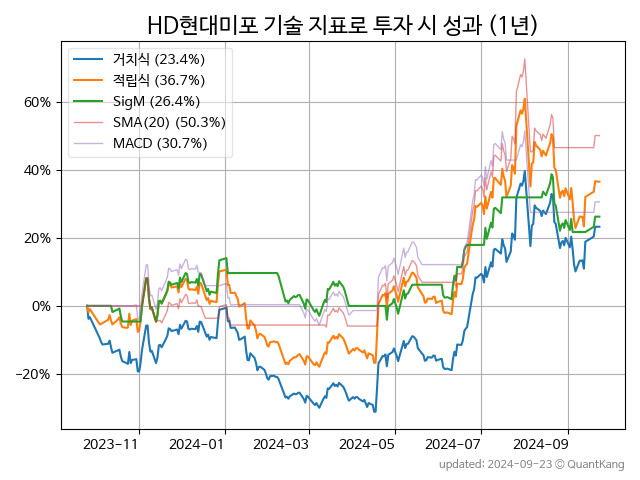 HD현대미포 기술 지표로 투자 시 성과 (1년)
거치식 (23.4%)
적립식 (36.7%)
SigM (26.4%)
SMA(20) (50.3%)
MACD (30.7%)
60%
40%
20%
0%
−20%
2023-11 2024-01 2024-03 2024-05 2024-07 2024-09
updated: 2024-09-23 © QuantKang